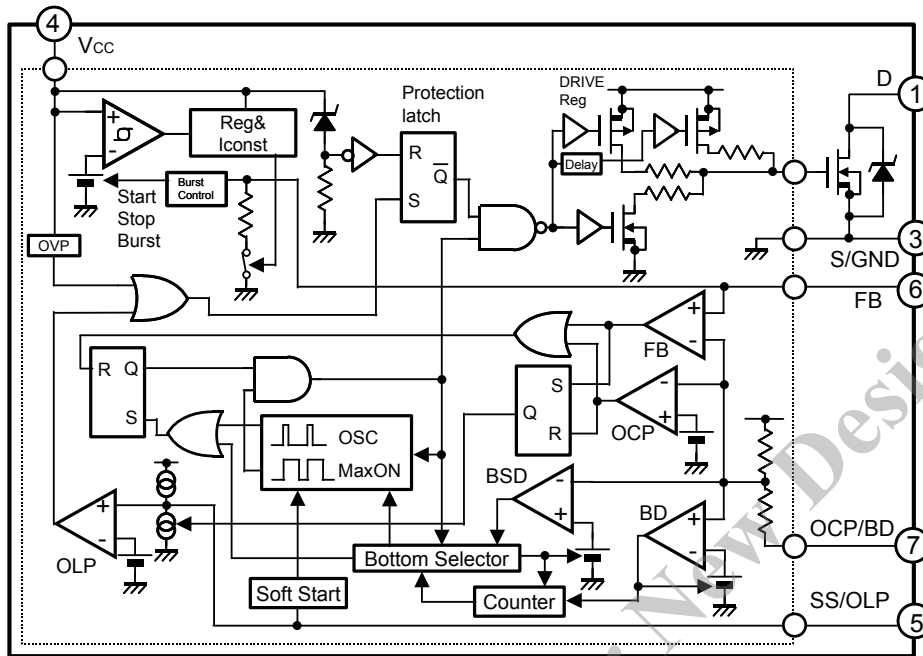 4
VCC
D
1
DRIVE
Reg
Protection
latch
+
-
Reg&
Iconst
R
Q
S
Delay
Burst
Control
Start
Stop
Burst
OVP
3
S/GND
6
FB
+
-
FB
R
Q
S
S
Q
R
-
+
OCP
OSC
MaxON
BSD
-
+
BD
+
-
OCP/BD
7
+
-
OLP
Bottom Selector
Soft Start
Counter
SS/OLP
5
New Desi